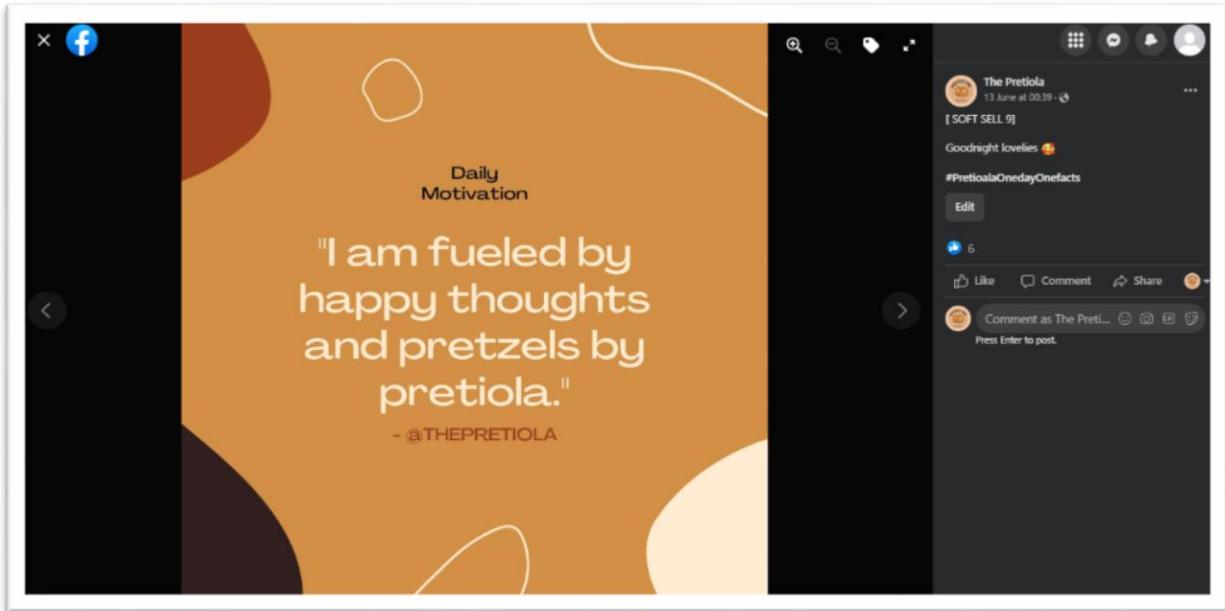 Daily
Motivation
"I am fueled by
happy thoughts
and pretzels by
pretiola."
- @THEPRETIOLA
The Pretiola
13 June at 00:39 ·
[ SOFT SELL 9]
Goodnight lovelies 🥰
#PretioalaOnedayOnefacts
Edit
6
Like Comment Share
Comment as The Preti...
Press Enter to post.